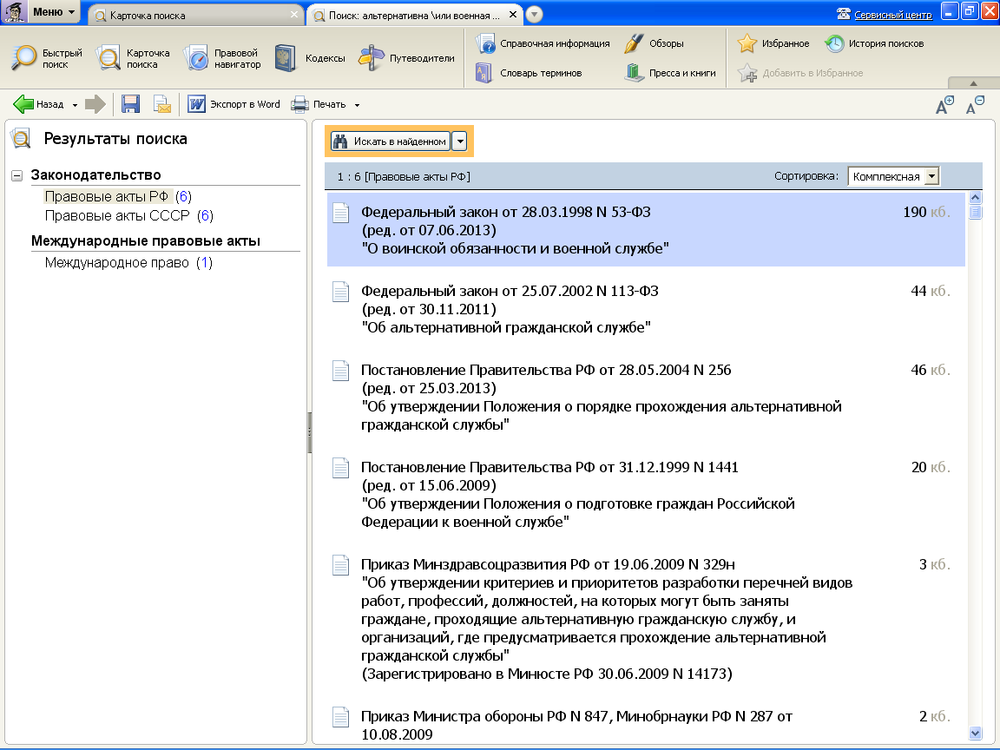 Меню
Карточка поиска
Поиск: альтернативна \или военная ...
Сервисный центр
Быстрый поиск
Карточка поиска
Правовой навигатор
Кодексы
Путеводители
Справочная информация
Словарь терминов
Обзоры
Пресса и книги
Избранное
Добавить в Избранное
История поисков
Назад
Экспорт в Word
Печать
Результаты поиска
Законодательство
Правовые акты РФ (6)
Правовые акты СССР (6)
Международные правовые акты
Международное право (1)
Искать в найденном
1 : 6 [Правовые акты РФ]
Сортировка: Комплексная
Федеральный закон от 28.03.1998 N 53-ФЗ 190 кб.
(ред. от 07.06.2013)
"О воинской обязанности и военной службе"
Федеральный закон от 25.07.2002 N 113-ФЗ 44 кб.
(ред. от 30.11.2011)
"Об альтернативной гражданской службе"
Постановление Правительства РФ от 28.05.2004 N 256 46 кб.
(ред. от 25.03.2013)
"Об утверждении Положения о порядке прохождения альтернативной
гражданской службы"
Постановление Правительства РФ от 31.12.1999 N 1441 20 кб.
(ред. от 15.06.2009)
"Об утверждении Положения о подготовке граждан Российской
Федерации к военной службе"
Приказ Минздравсоцразвития РФ от 19.06.2009 N 329н 3 кб.
"Об утверждении критериев и приоритетов разработки перечней видов
работ, профессий, должностей, на которых могут быть заняты
граждане, проходящие альтернативную гражданскую службу, и
организаций, где предусматривается прохождение альтернативной
гражданской службы"
(Зарегистрировано в Минюсте РФ 30.06.2009 N 14173)
Приказ Министра обороны РФ N 847, Минобрнауки РФ N 287 от 2 кб.
10.08.2009